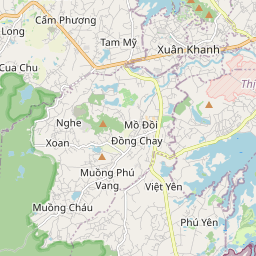 Cẩm Phương
Long
Tam Mỹ
Xuân Khanh
Cua Chu
Thị
Nghe
Mồ Đồi
Xoan
Đồng Chay
Muồng Phú
Vang
Việt Yên
Muồng Cháu
Phú Yên